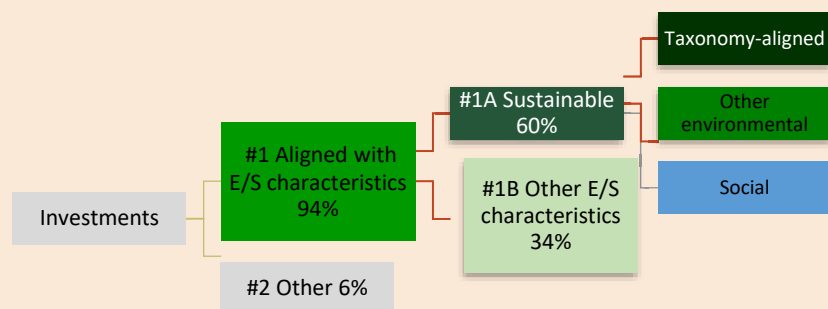 Investments
#1 Aligned with
E/S characteristics
94%
#2 Other 6%
#1A Sustainable
60%
#1B Other E/S
characteristics
34%
Taxonomy-aligned
Other
environmental
Social